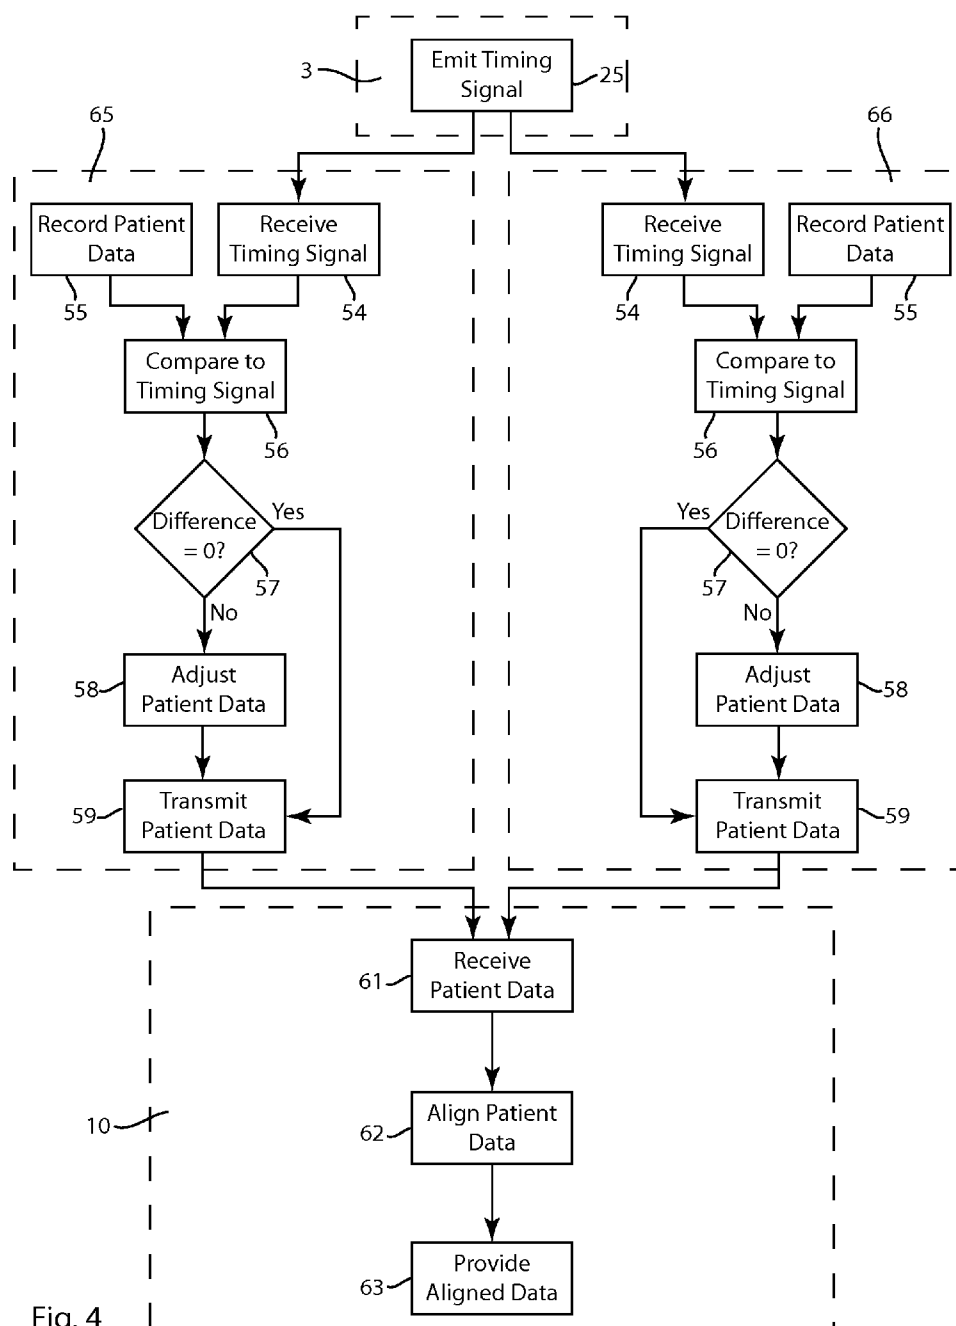 Emit Timing
Signal
3
25
65
66
Record Patient
Data
Receive
Timing Signal
Receive
Timing Signal
Record Patient
Data
55
54
54
55
Compare to
Timing Signal
Compare to
Timing Signal
56
56
Difference
= 0?
Yes
Yes
Difference
= 0?
57
57
No
No
Adjust
Patient Data
58
Adjust
Patient Data
58
Transmit
Patient Data
59
Transmit
Patient Data
59
Receive
Patient Data
61
Align Patient
Data
62
10
Provide
Aligned Data
63
Fig. 4